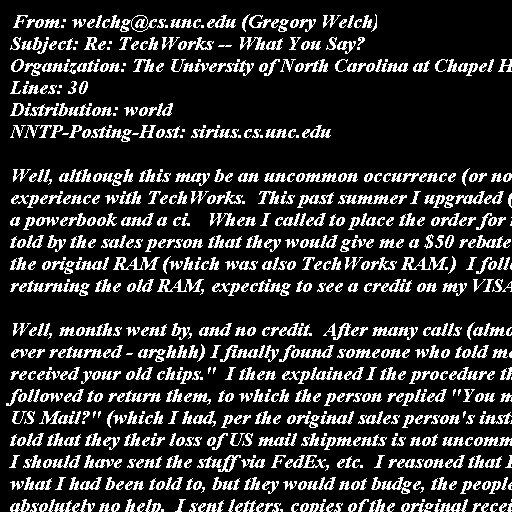 From: welchg@cs.unc.edu (Gregory Welch)
Subject: Re: TechWorks -- What You Say?
Organization: The University of North Carolina at Chapel H
Lines: 30
Distribution: world
NNTP-Posting-Host: sirius.cs.unc.edu
Well, although this may be an uncommon occurrence (or no
experience with TechWorks.  This past summer I upgraded (
a powerbook and a ci.   When I called to place the order for
told by the sales person that they would give me a $50 rebate
the original RAM (which was also TechWorks RAM.)  I foll
returning the old RAM, expecting to see a credit on my VISA
Well, months went by, and no credit.  After many calls (almo
ever returned - arghhh) I finally found someone who told me
received your old chips."  I then explained I the procedure th
followed to return them, to which the person replied "You m
US Mail?" (which I had, per the original sales person's inst
told that they their loss of US mail shipments is not uncomm
I should have sent the stuff via FedEx, etc.  I reasoned that
what I had been told to, but they would not budge, the people
absolutely no help.  I sent letters, copies of the original recei